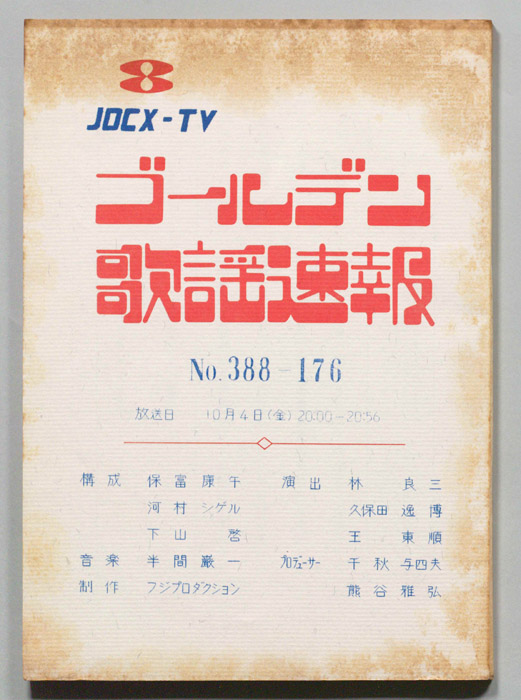 JOCX-TV
ゴールデン
歌謡速報
No. 388-176
放送日 10月4日(金) 20:00-20:56
構成 保富康午 演出 林良三
河村シゲル 久保田逸博
下山啓 王東順
音楽 半間厳一 プロデューサー 千秋与四夫
制作 フジプロダクション 熊谷雅弘